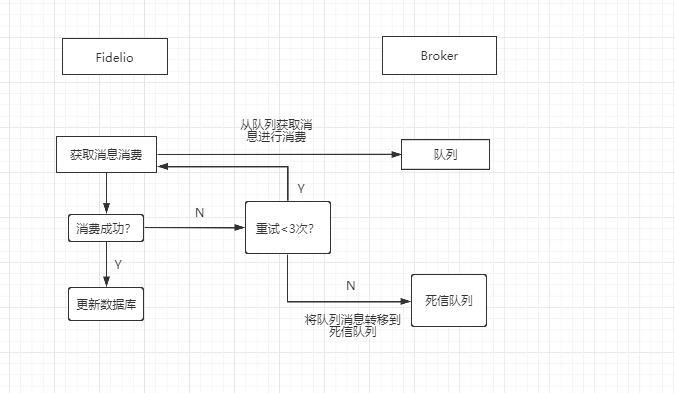 Fidelio
Broker
从队列获取消
息进行消费
获取消息消费
队列
Y
消费成功？
N
重试<3次？
Y
更新数据库
N
死信队列
将队列消息转移到
死信队列